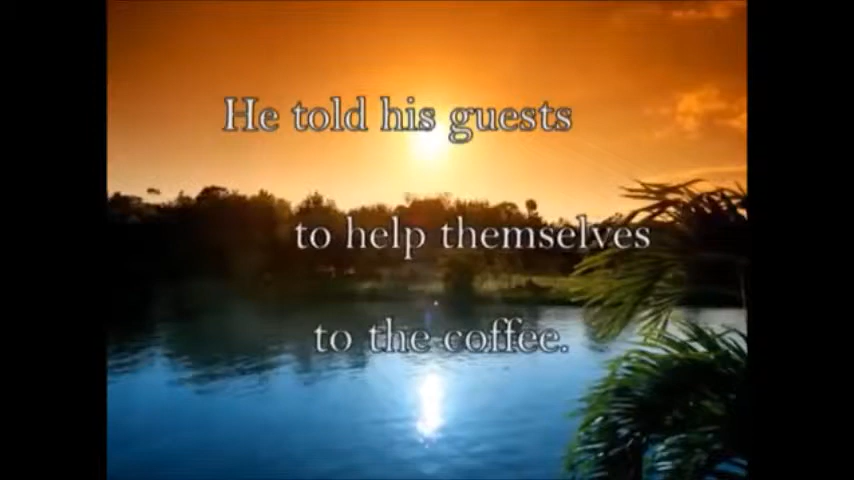 He told his guests
to help themselves
to the coffee.